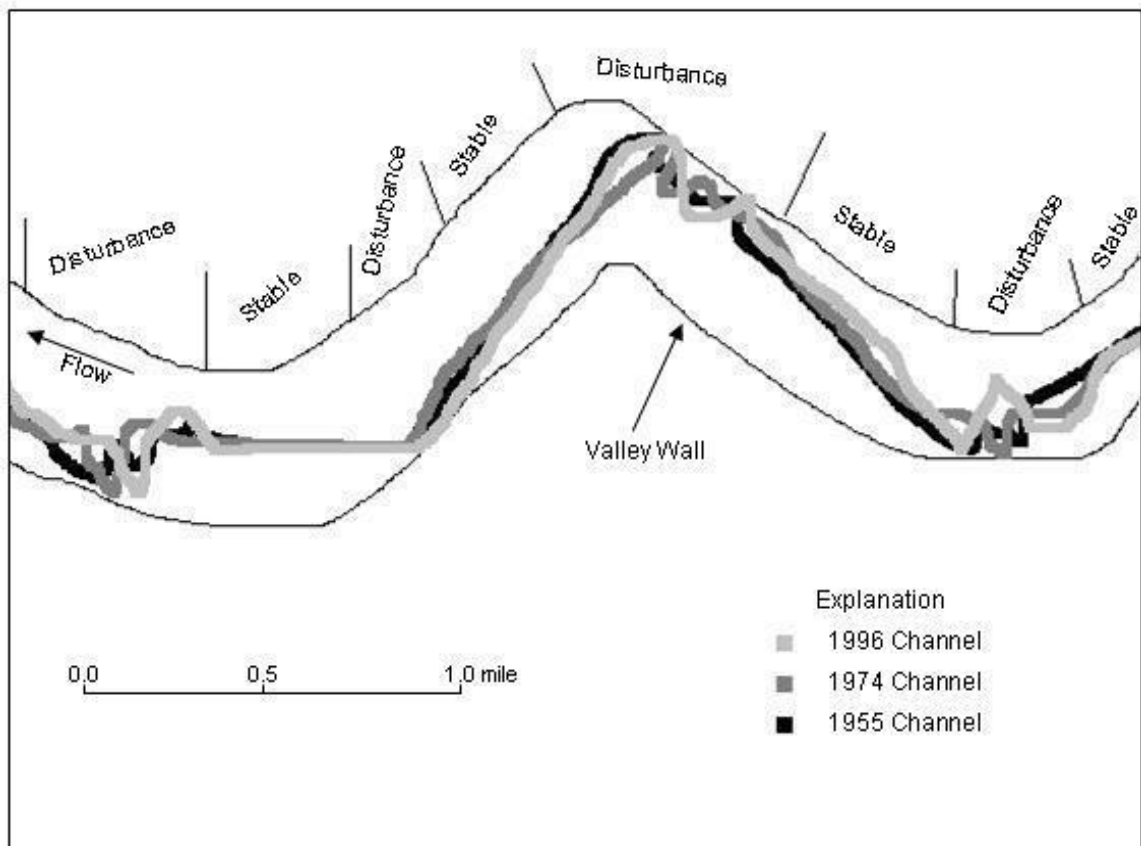 Disturbance
Stable
Disturbance
Stable
Disturbance
Stable
Disturbance
Stable
Flow
Valley Wall
Explanation
1996 Channel
1974 Channel
1955 Channel
0.0 0.5 1.0 mile